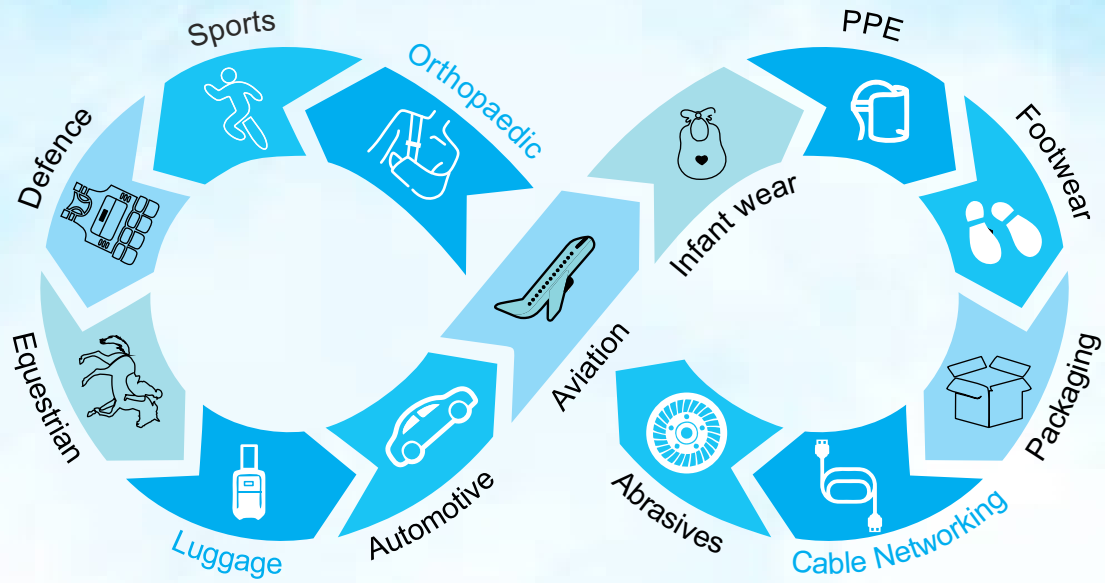 Sports
Orthopaedic
PPE
Defence
Footwear
Infant wear
Equestrian
Aviation
Packaging
Luggage
Automotive
Abrasives
Cable Networking